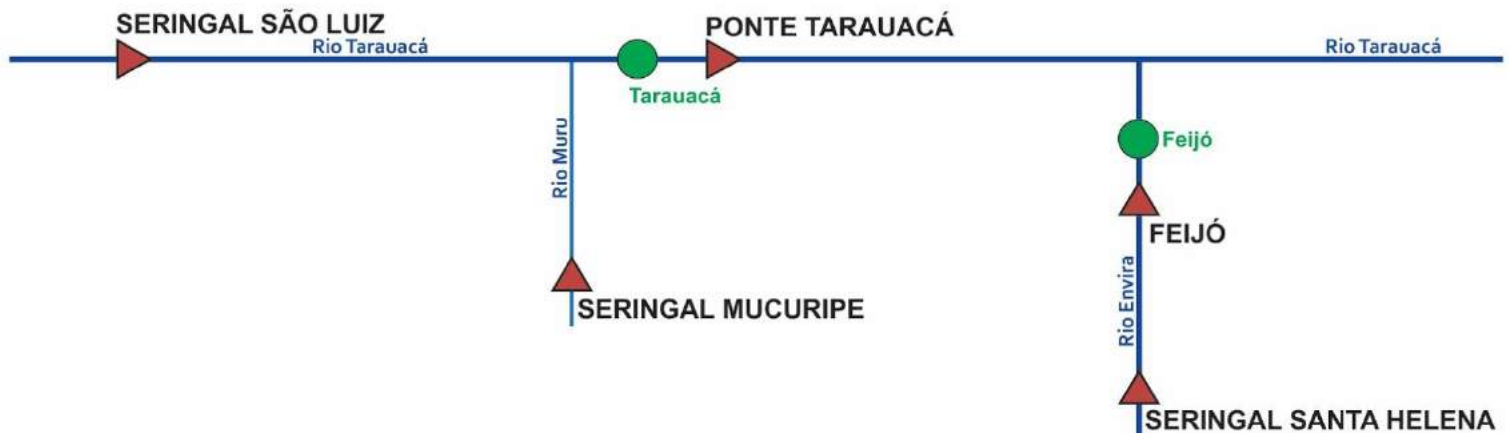 SERINGAL SÃO LUIZ
PONTE TARAUACÁ
Rio Tarauacá
Rio Tarauacá
Tarauacá
Rio Muru
Feijó
FEIJÓ
Rio Envira
SERINGAL MUCURIPE
SERINGAL SANTA HELENA